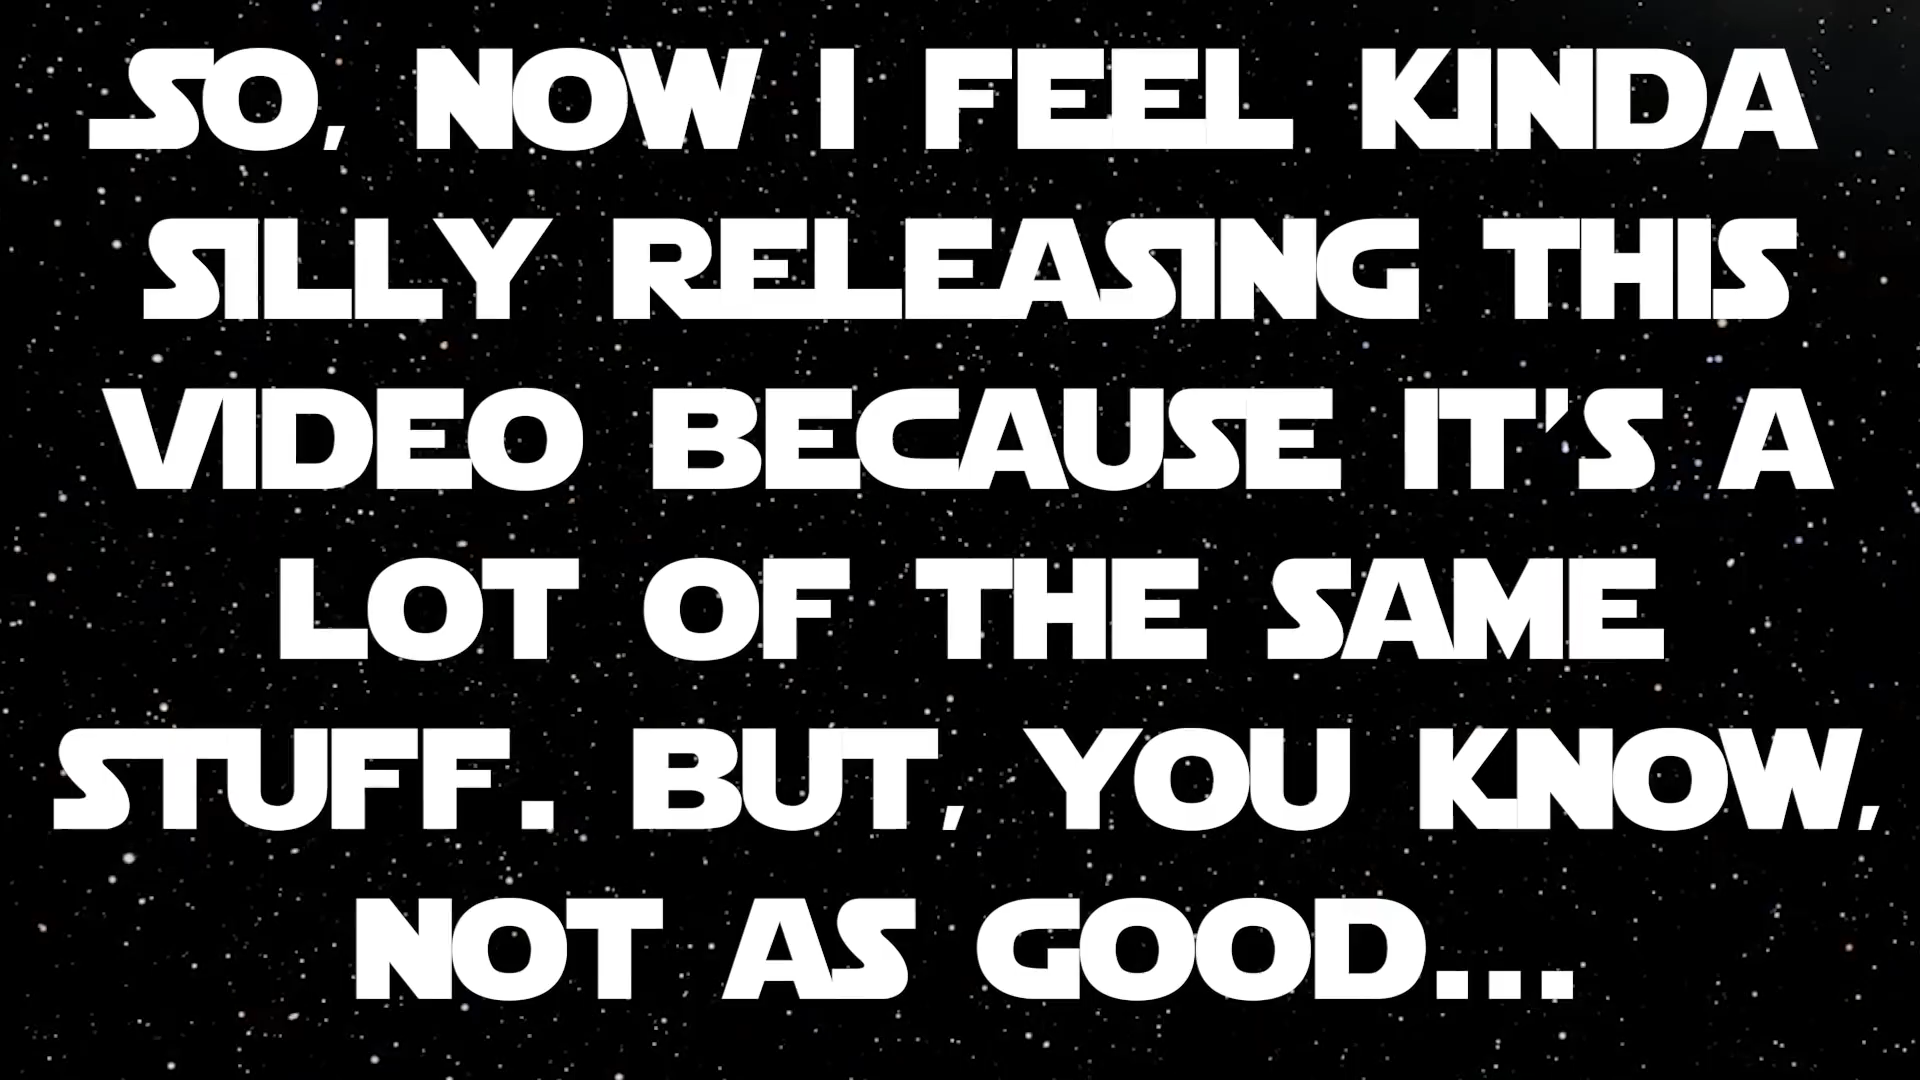 SO, NOW I FEEL KINDA
SILLY RELEASING THIS
VIDEO BECAUSE IT'S A
LOT OF THE SAME
STUFF. BUT, YOU KNOW,
NOT AS GOOD...